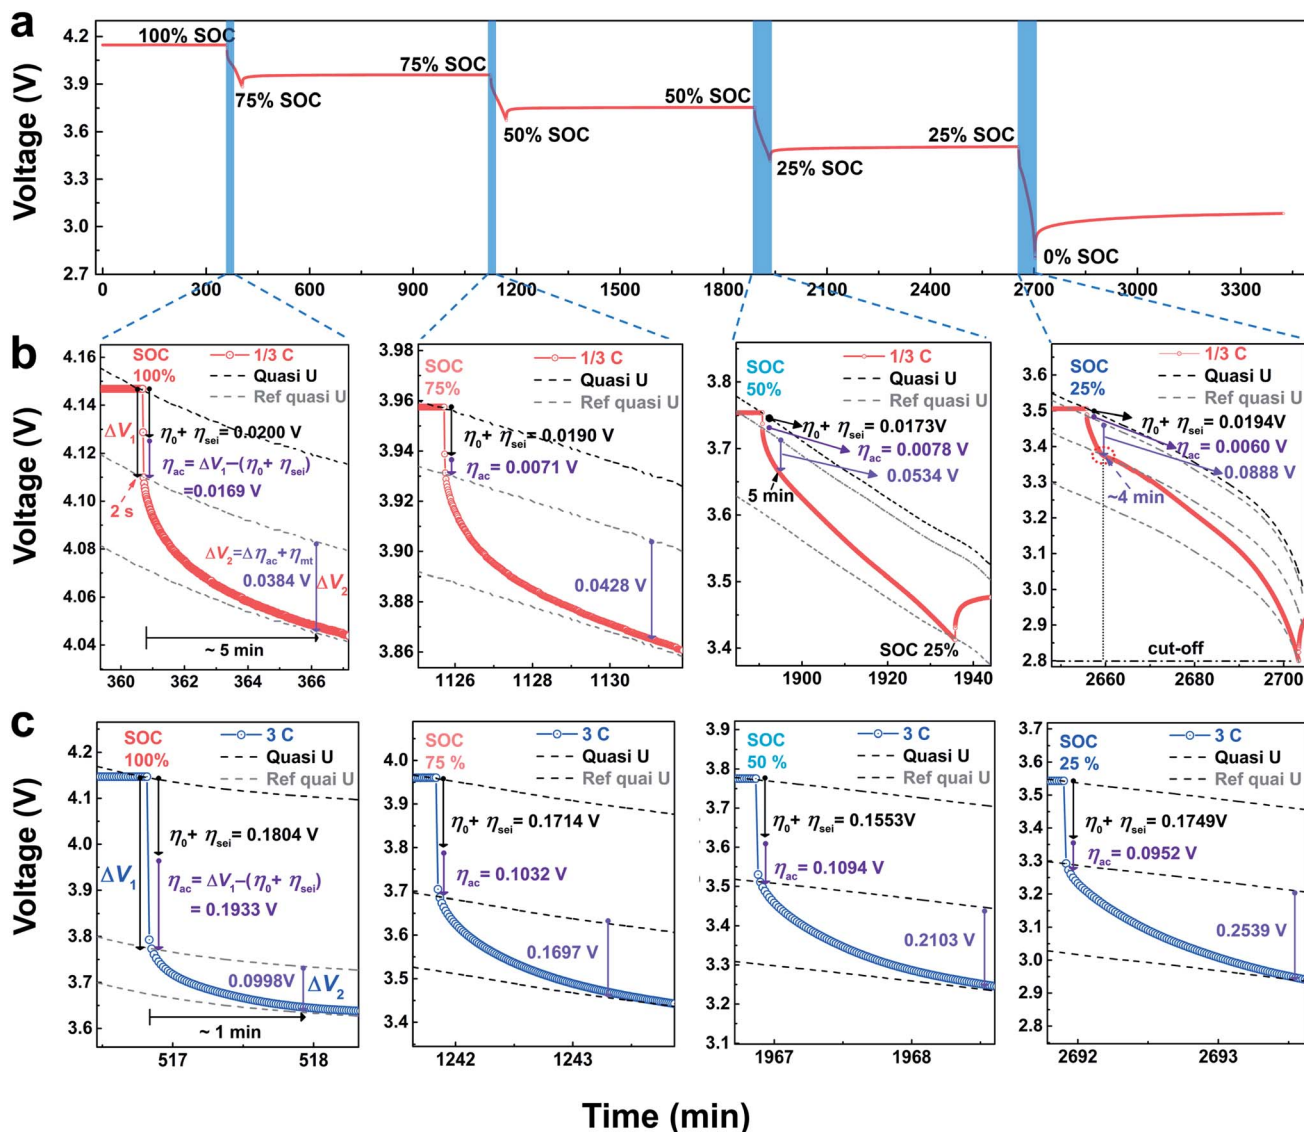 a
Voltage (V)
4.2
3.9
3.6
3.3
3.0
2.7
100% SOC
75% SOC
75% SOC
50% SOC
50% SOC
25% SOC
25% SOC
0% SOC
0 300 600 900 1200 1500 1800 2100 2400 2700 3000 3300
b
Voltage (V)
4.16
4.14
4.12
4.10
4.08
4.06
4.04
SOC
100%
1/3 C
Quasi U
Ref quasi U
ΔV1
η0+ ηsei=0.0200 V
ηac= ΔV1–(η0+ ηsei)
=0.0169 V
2 s
ΔV2=Δηac+ηmt
0.0384 V
ΔV2
~ 5 min
360 362 364 366
3.98
3.96
3.94
3.92
3.90
3.88
3.86
SOC
75%
1/3 C
Quasi U
Ref quasi U
η0+ ηsei= 0.0190 V
ηac= 0.0071 V
0.0428 V
1126 1128 1130
3.8
3.7
3.6
3.5
3.4
SOC
50%
1/3 C
Quasi U
Ref quasi U
η0+ ηsei=0.0173V
ηac=0.0078 V
0.0534 V
5 min
SOC 25%
1900 1920 1940
3.6
3.5
3.4
3.3
3.2
3.1
3.0
2.9
2.8
SOC
25%
1/3 C
Quasi U
Ref quasi U
η0+ ηsei=0.0194 V
ηac=0.0060 V
0.0888 V
~4 min
cut-off
2660 2680 2700
c
Voltage (V)
4.2
4.1
4.0
3.9
3.8
3.7
3.6
SOC
100%
3 C
Quasi U
Ref quai U
η0+ ηsei= 0.1804 V
ΔV1
ηac= ΔV1–(η0+ ηsei)
= 0.1933 V
0.0998V
ΔV2
~ 1 min
517 518
4.1
4.0
3.9
3.8
3.7
3.6
3.5
3.4
SOC
75 %
3 C
Quasi U
Ref quai U
η0+ ηsei=0.1714 V
ηac= 0.1032 V
0.1697 V
1242 1243
3.9
3.8
3.7
3.6
3.5
3.4
3.3
3.2
3.1
SOC
50 %
3 C
Quasi U
Ref quai U
η0+ ηsei=0.1553V
ηac= 0.1094 V
0.2103 V
1967 1968
3.7
3.6
3.5
3.4
3.3
3.2
3.1
3.0
2.9
2.8
SOC
25 %
3 C
Quasi U
Ref quai U
η0+ ηsei=0.1749V
ηac= 0.0952 V
0.2539 V
2692 2693
Time (min)